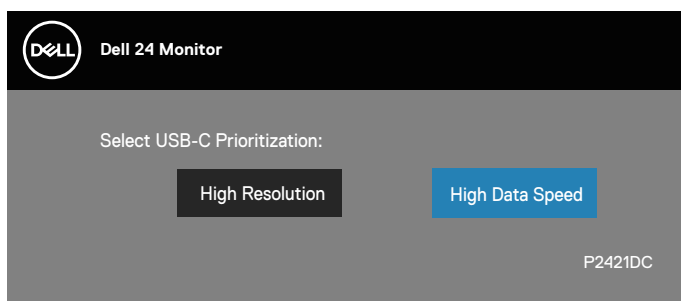 DELL Dell 24 Monitor
Select USB-C Prioritization:
High Resolution High Data Speed
P2421DC